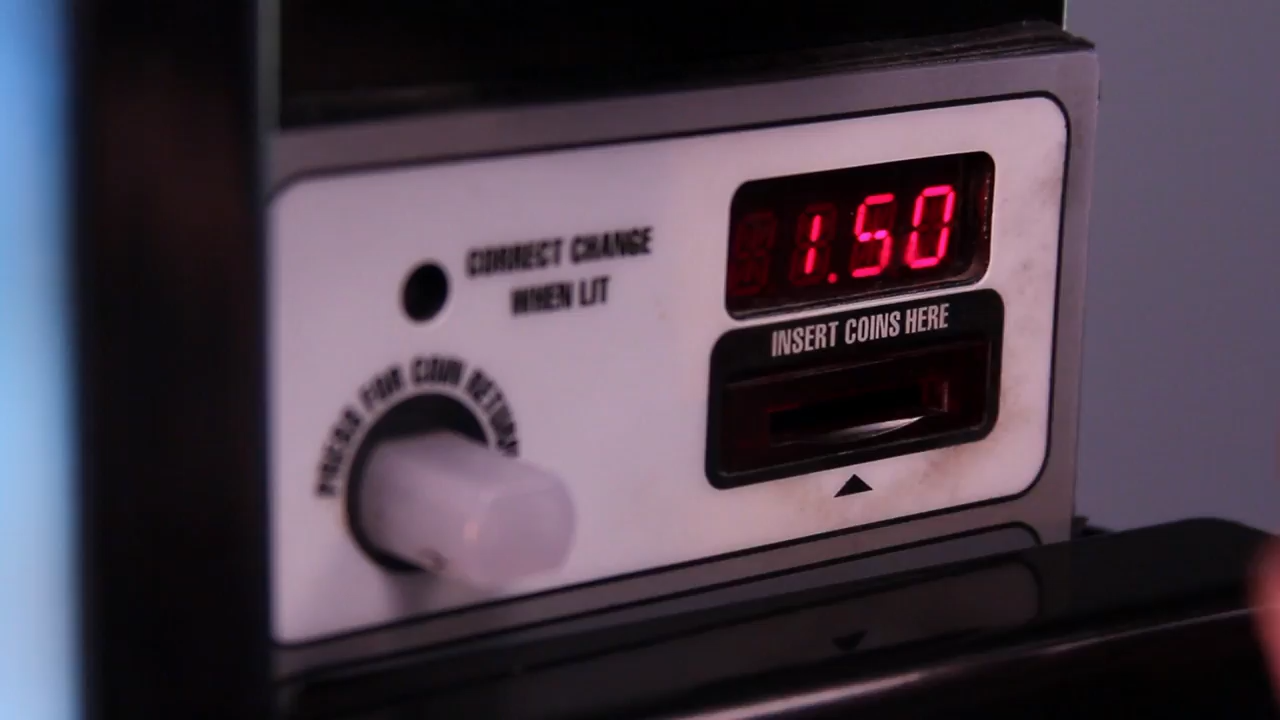 1.50
CORRECT CHANGE
WHEN LIT
INSERT COINS HERE
PRESS FOR COIN RETURN